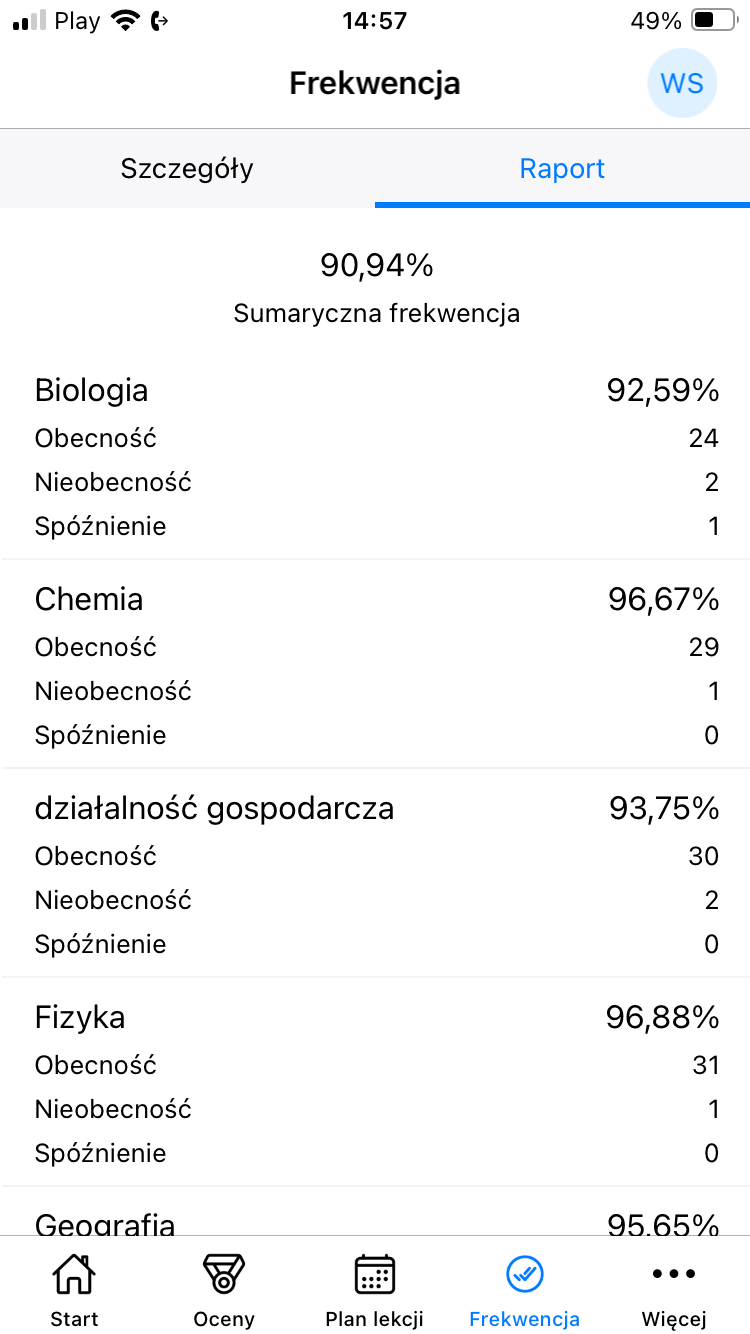 Play 14:57 49%
Frekwencja WS
Szczegóły Raport
90,94%
Sumaryczna frekwencja
Biologia 92,59%
Obecność 24
Nieobecność 2
Spóźnienie 1
Chemia 96,67%
Obecność 29
Nieobecność 1
Spóźnienie 0
działalność gospodarcza 93,75%
Obecność 30
Nieobecność 2
Spóźnienie 0
Fizyka 96,88%
Obecność 31
Nieobecność 1
Spóźnienie 0
Geografia 95,65%
Start Oceny Plan lekcji Frekwencja Więcej